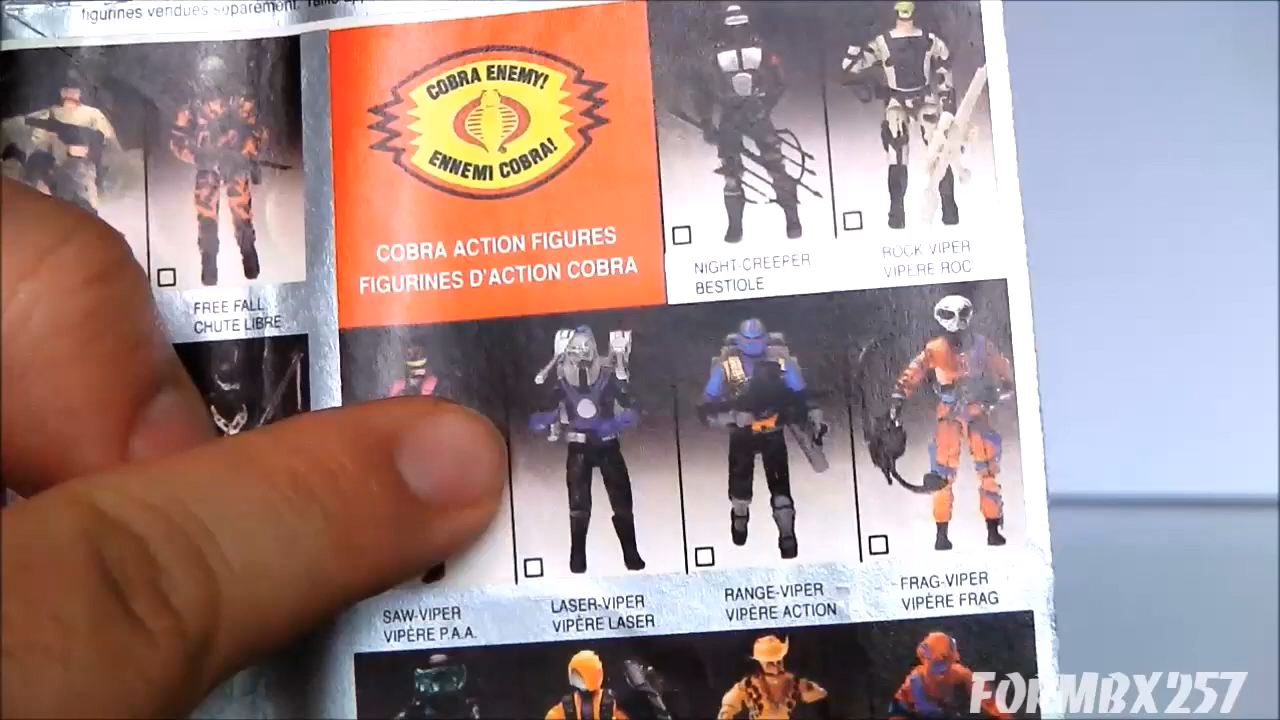 figurines vendues séparément.
FREE FALL
CHUTE LIBRE
COBRA ENEMY!
ENNEMI COBRA!
COBRA ACTION FIGURES
FIGURINES D'ACTION COBRA
NIGHT-CREEPER
BESTIOLE
ROCK VIPER
VIPÈRE ROC
SAW-VIPER
VIPÈRE P.A.A.
LASER-VIPER
VIPÈRE LASER
RANGE-VIPER
VIPÈRE ACTION
FRAG-VIPER
VIPÈRE FRAG
FORMBX257